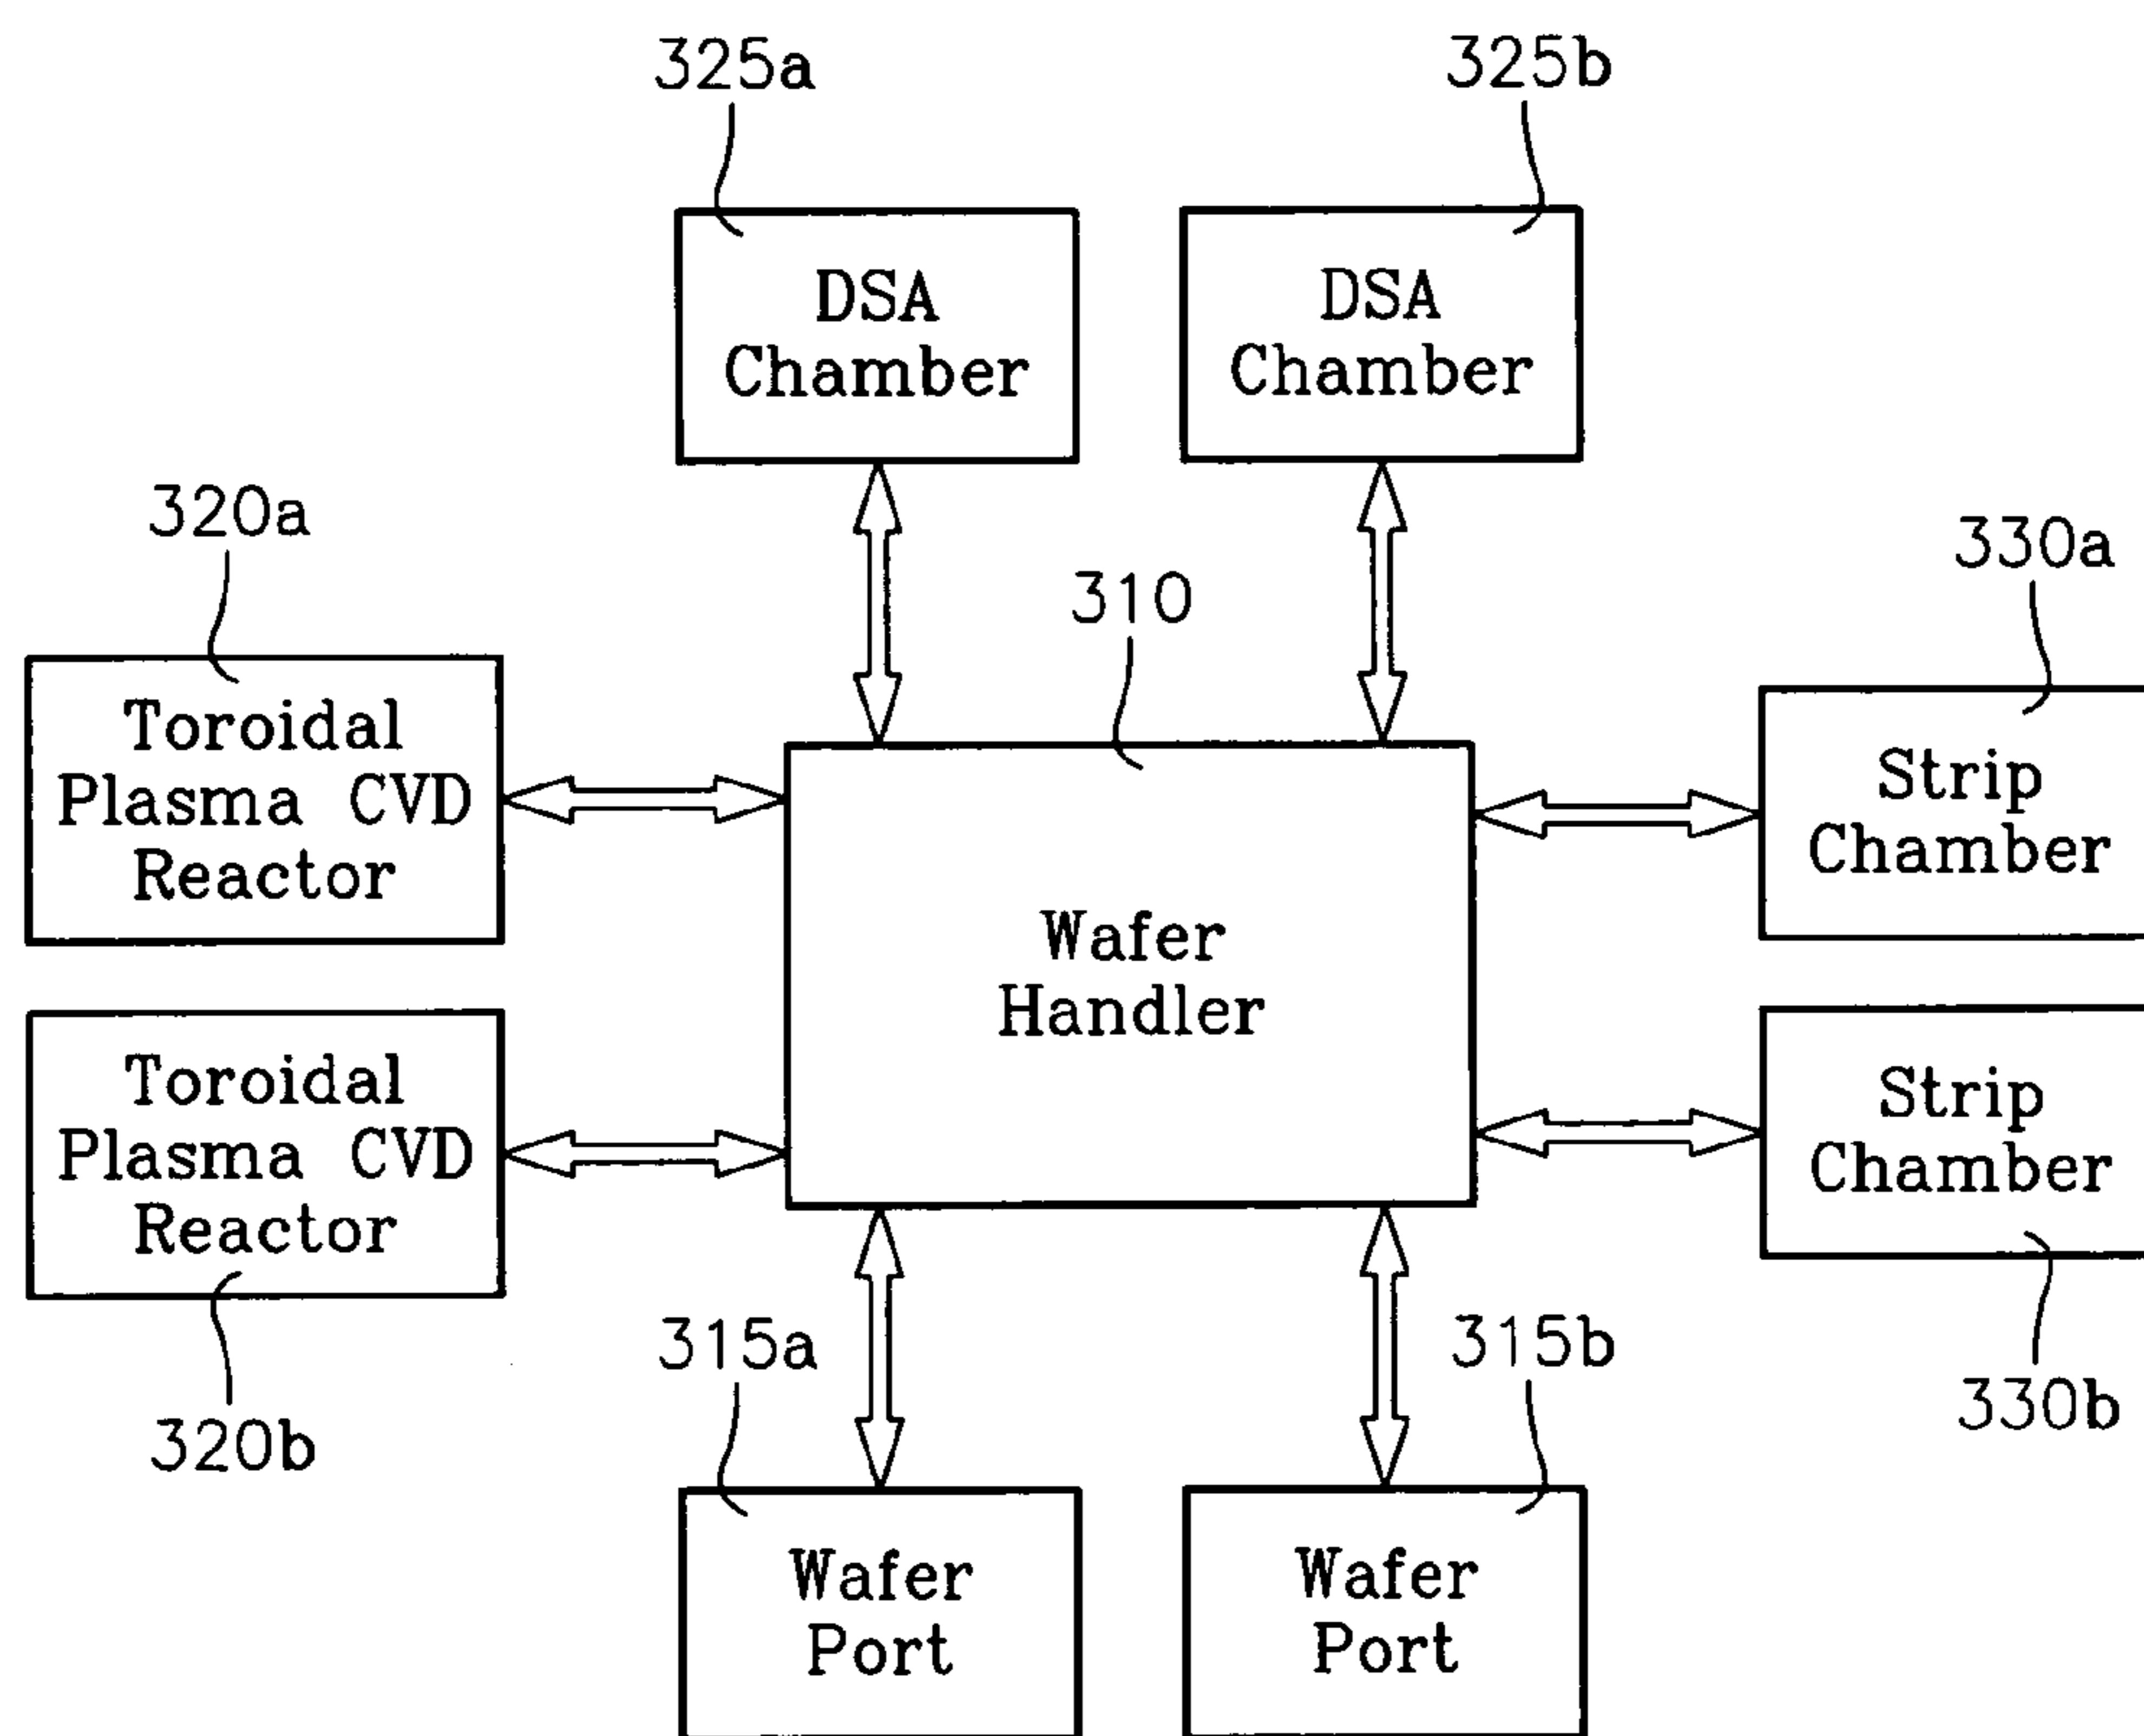 325a
325b
DSA
Chamber
DSA
Chamber
320a
310
330a
Toroidal
Plasma CVD
Reactor
Strip
Chamber
Wafer
Handler
Toroidal
Plasma CVD
Reactor
Strip
Chamber
315a
315b
320b
330b
Wafer
Port
Wafer
Port